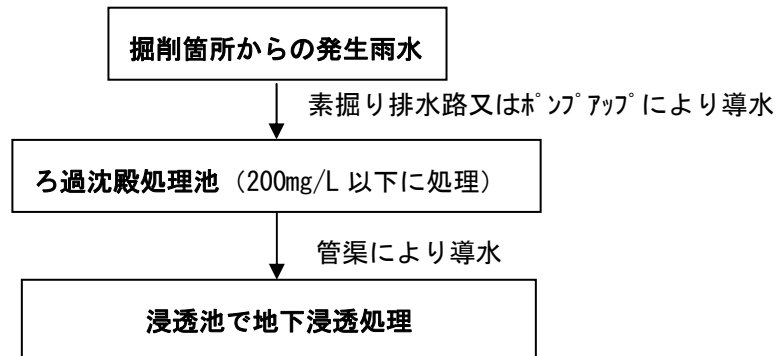 掘削箇所からの発生雨水
素掘り排水路又はﾎﾟﾝﾌﾟｱｯﾌﾟにより導水
ろ過沈殿処理池（200mg/L 以下に処理）
管渠により導水
浸透池で地下浸透処理